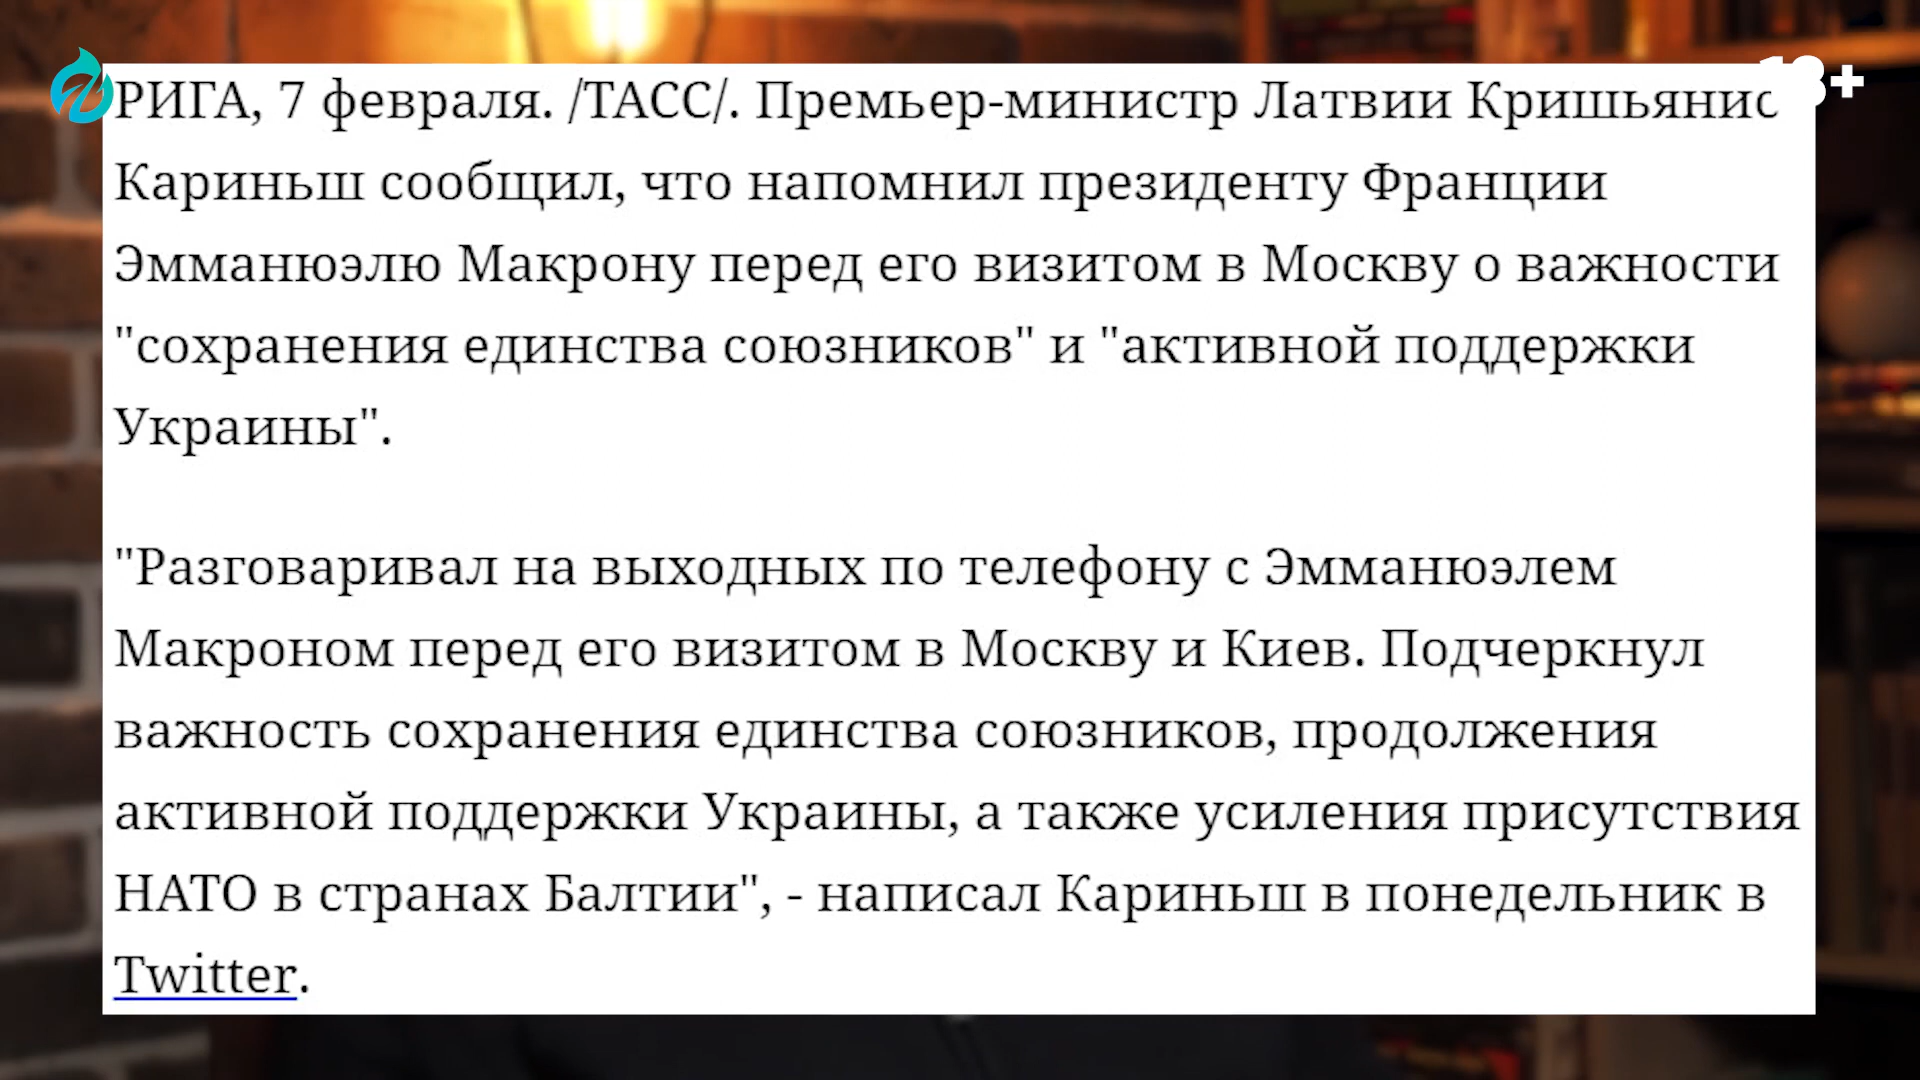 18+
РИГА, 7 февраля. /ТАСС/. Премьер-министр Латвии Кришьянис
Кариньш сообщил, что напомнил президенту Франции
Эммануэлю Макрону перед его визитом в Москву о важности
"сохранения единства союзников" и "активной поддержки
Украины".
"Разговаривал на выходных по телефону с Эммануэлем
Макроном перед его визитом в Москву и Киев. Подчеркнул
важность сохранения единства союзников, продолжения
активной поддержки Украины, а также усиления присутствия
НАТО в странах Балтии", - написал Кариньш в понедельник в
Twitter.